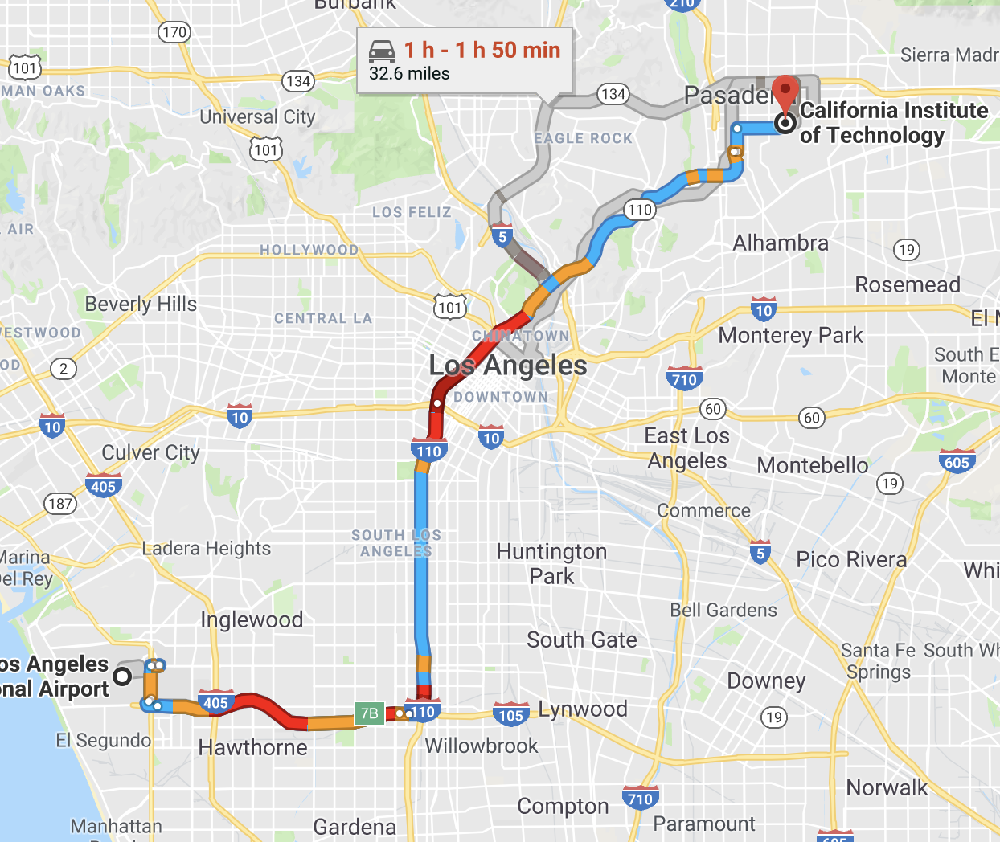 Burbank
210
170
1 h - 1 h 50 min
32.6 miles
Sierra Madr
101
134
MAN OAKS
134
Pasadena
California Institute
of Technology
Universal City
101
EAGLE ROCK
LOS FELIZ
110
AIR
5
HOLLYWOOD
Alhambra
19
Rosemead
Beverly Hills
101
CENTRAL LA
10
El M
WESTWOOD
CHINATOWN
Monterey Park
OD
2
Los Angeles
South E
Monte
710
DOWNTOWN
10
10
60
60
10
Culver City
110
East Los
Angeles
Montebello
605
405
19
187
Commerce
SOUTH LOS
ANGELES
Ladera Heights
Huntington
Park
5
Pico Rivera
Marina
Del Rey
Whi
Inglewood
Bell Gardens
South Gate
Santa Fe
Springs
South Wh
os Angeles
onal Airport
Downey
405
7B
110
105
Lynwood
19
El Segundo
Hawthorne
Willowbrook
Norwalk
710
Compton
Manhattan
Gardena
Paramount
605